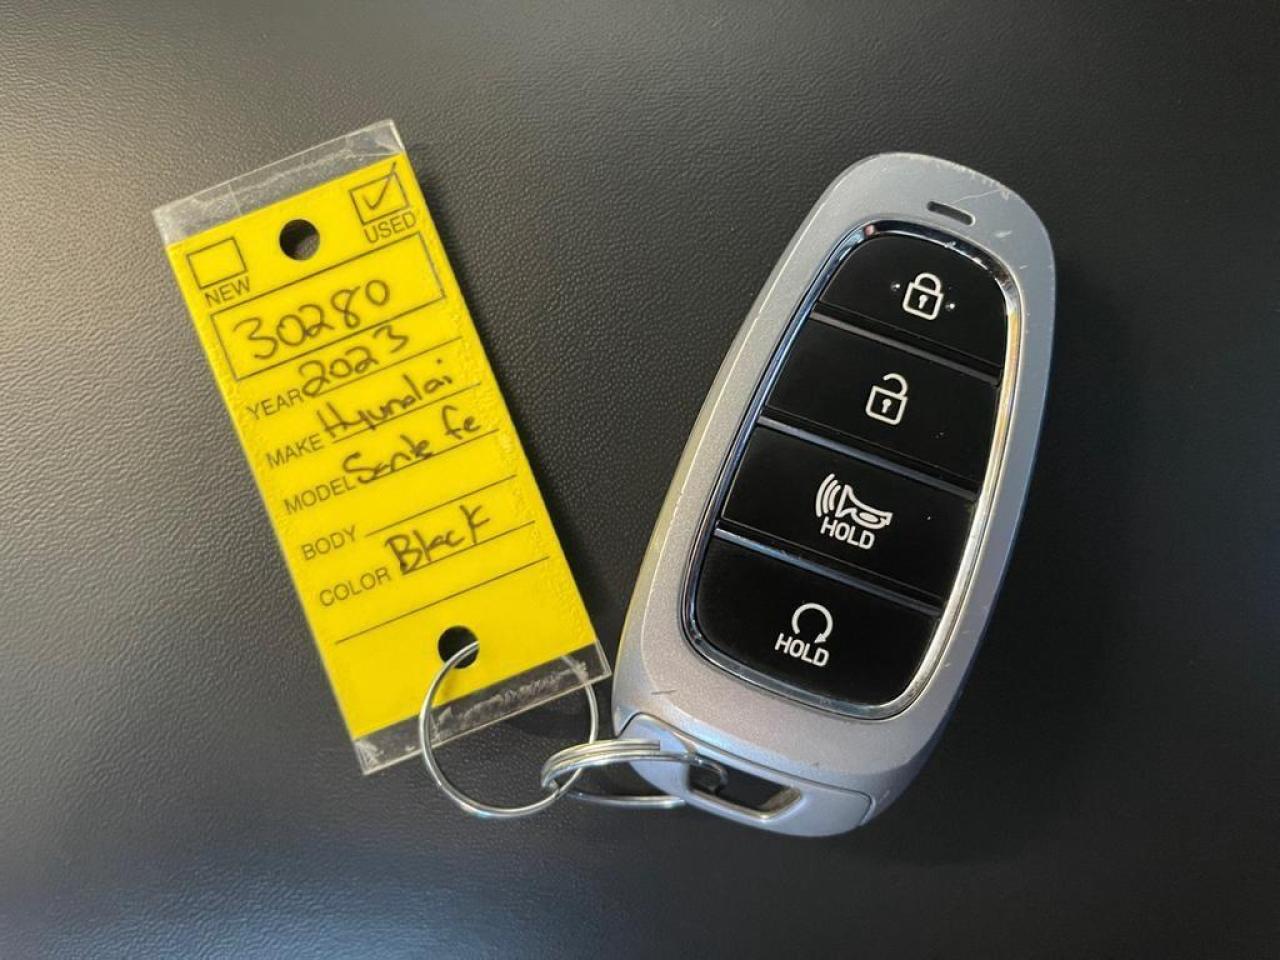 NEW
USED
30280
YEAR 2023
MAKE Hyundai
MODEL Sante fe
BODY
COLOR Black
HOLD
HOLD